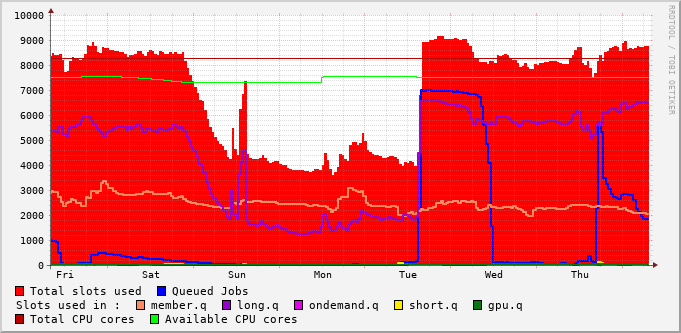 10000
9000
8000
7000
6000
5000
4000
3000
2000
1000
0
Fri Sat Sun Mon Tue Wed Thu
RRDTOOL / TOBI OETIKER
Total slots used Queued Jobs
Slots used in : member.q long.q ondemand.q short.q gpu.q
Total CPU cores Available CPU cores